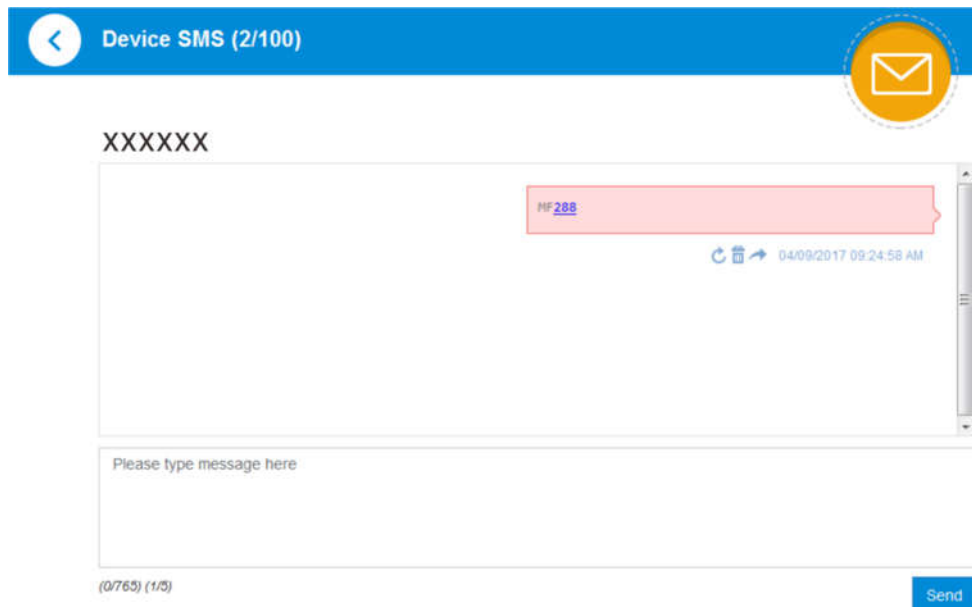 Device SMS (2/100)
XXXXXX
MF288
04/09/2017 09:24:58 AM
Please type message here
(0/765) (1/5)
Send